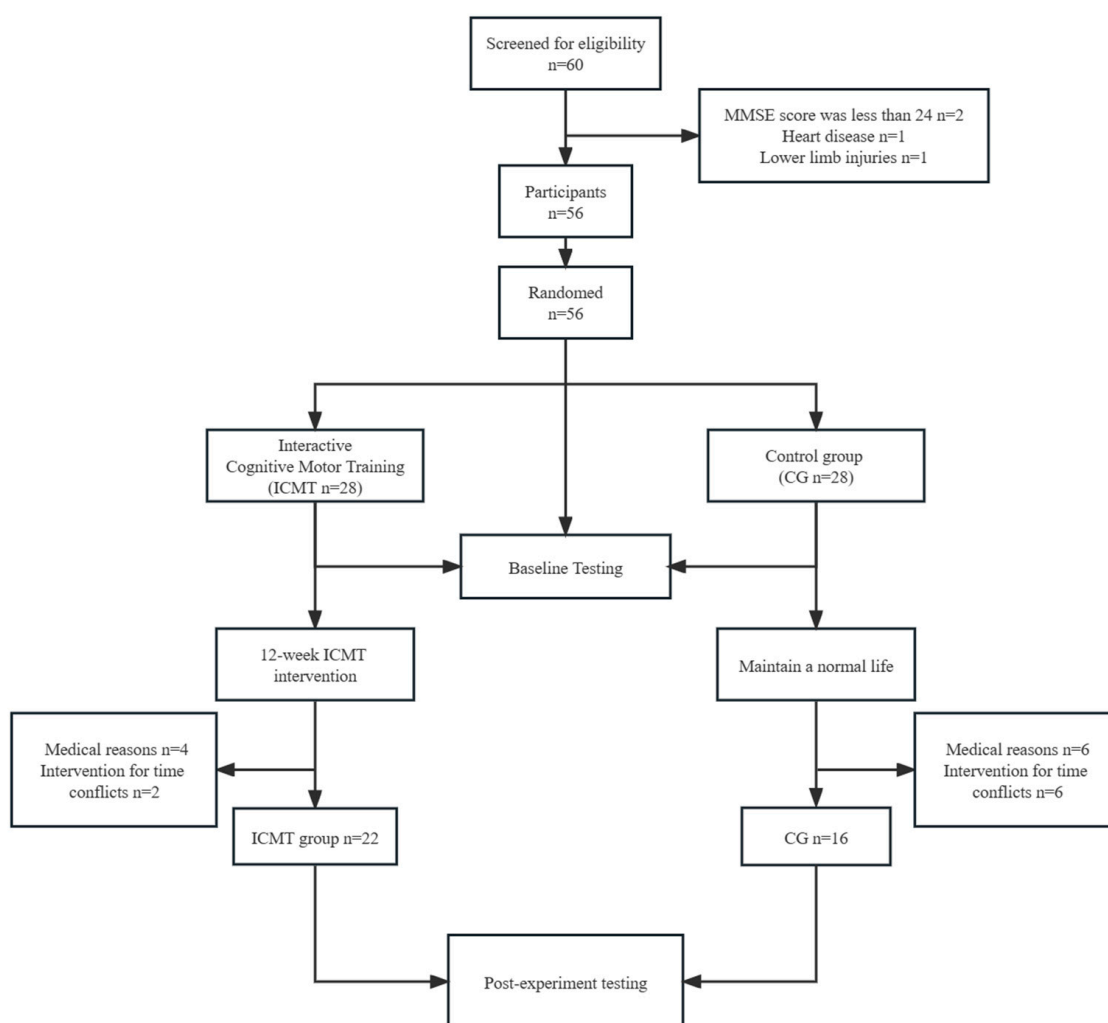 Screened for eligibility
n=60
MMSE score was less than 24 n=2
Heart disease n=1
Lower limb injuries n=1
Participants
n=56
Randomed
n=56
Interactive
Cognitive Motor Training
(ICMT n=28)
Control group
(CG n=28)
Baseline Testing
12-week ICMT
intervention
Maintain a normal life
Medical reasons n=4
Intervention for time
conflicts n=2
Medical reasons n=6
Intervention for time
conflicts n=6
ICMT group n=22
CG n=16
Post-experiment testing